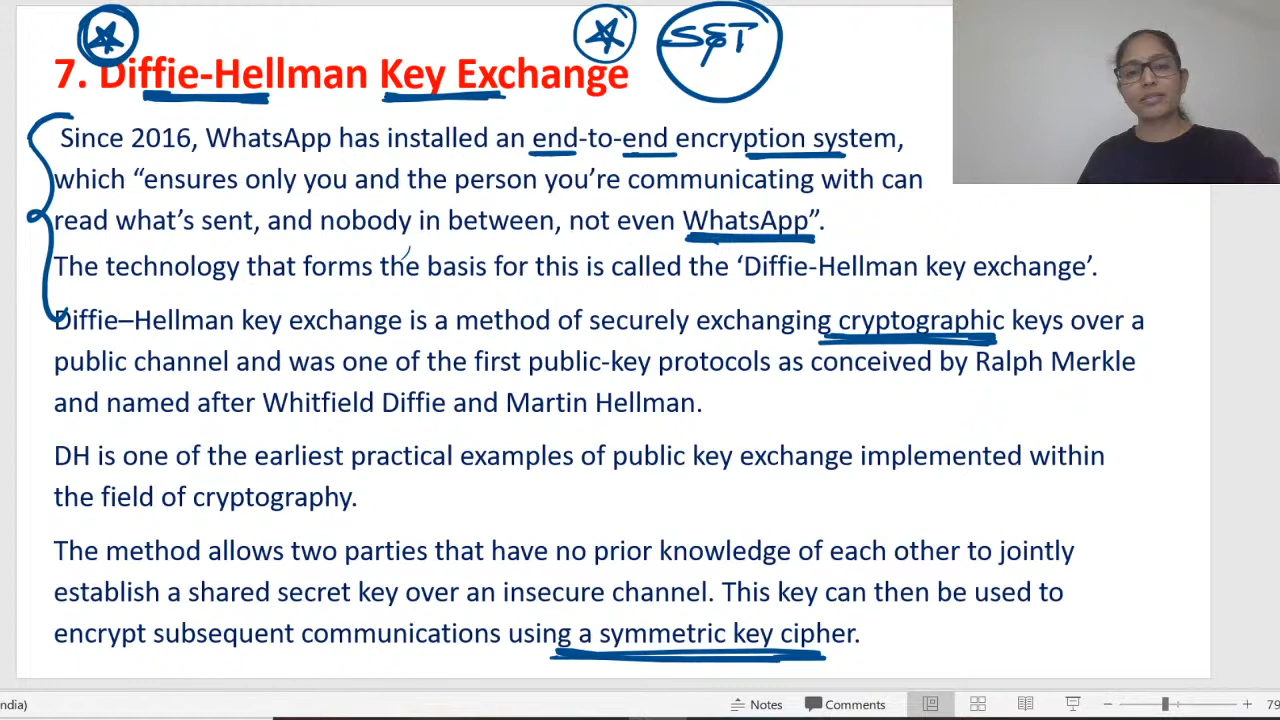 S&T
7. Diffie-Hellman Key Exchange
Since 2016, WhatsApp has installed an end-to-end encryption system,
which “ensures only you and the person you’re communicating with can
read what’s sent, and nobody in between, not even WhatsApp”.
The technology that forms the basis for this is called the ‘Diffie-Hellman key exchange’.
Diffie–Hellman key exchange is a method of securely exchanging cryptographic keys over a
public channel and was one of the first public-key protocols as conceived by Ralph Merkle
and named after Whitfield Diffie and Martin Hellman.
DH is one of the earliest practical examples of public key exchange implemented within
the field of cryptography.
The method allows two parties that have no prior knowledge of each other to jointly
establish a shared secret key over an insecure channel. This key can then be used to
encrypt subsequent communications using a symmetric key cipher.
ndia) Notes Comments 79